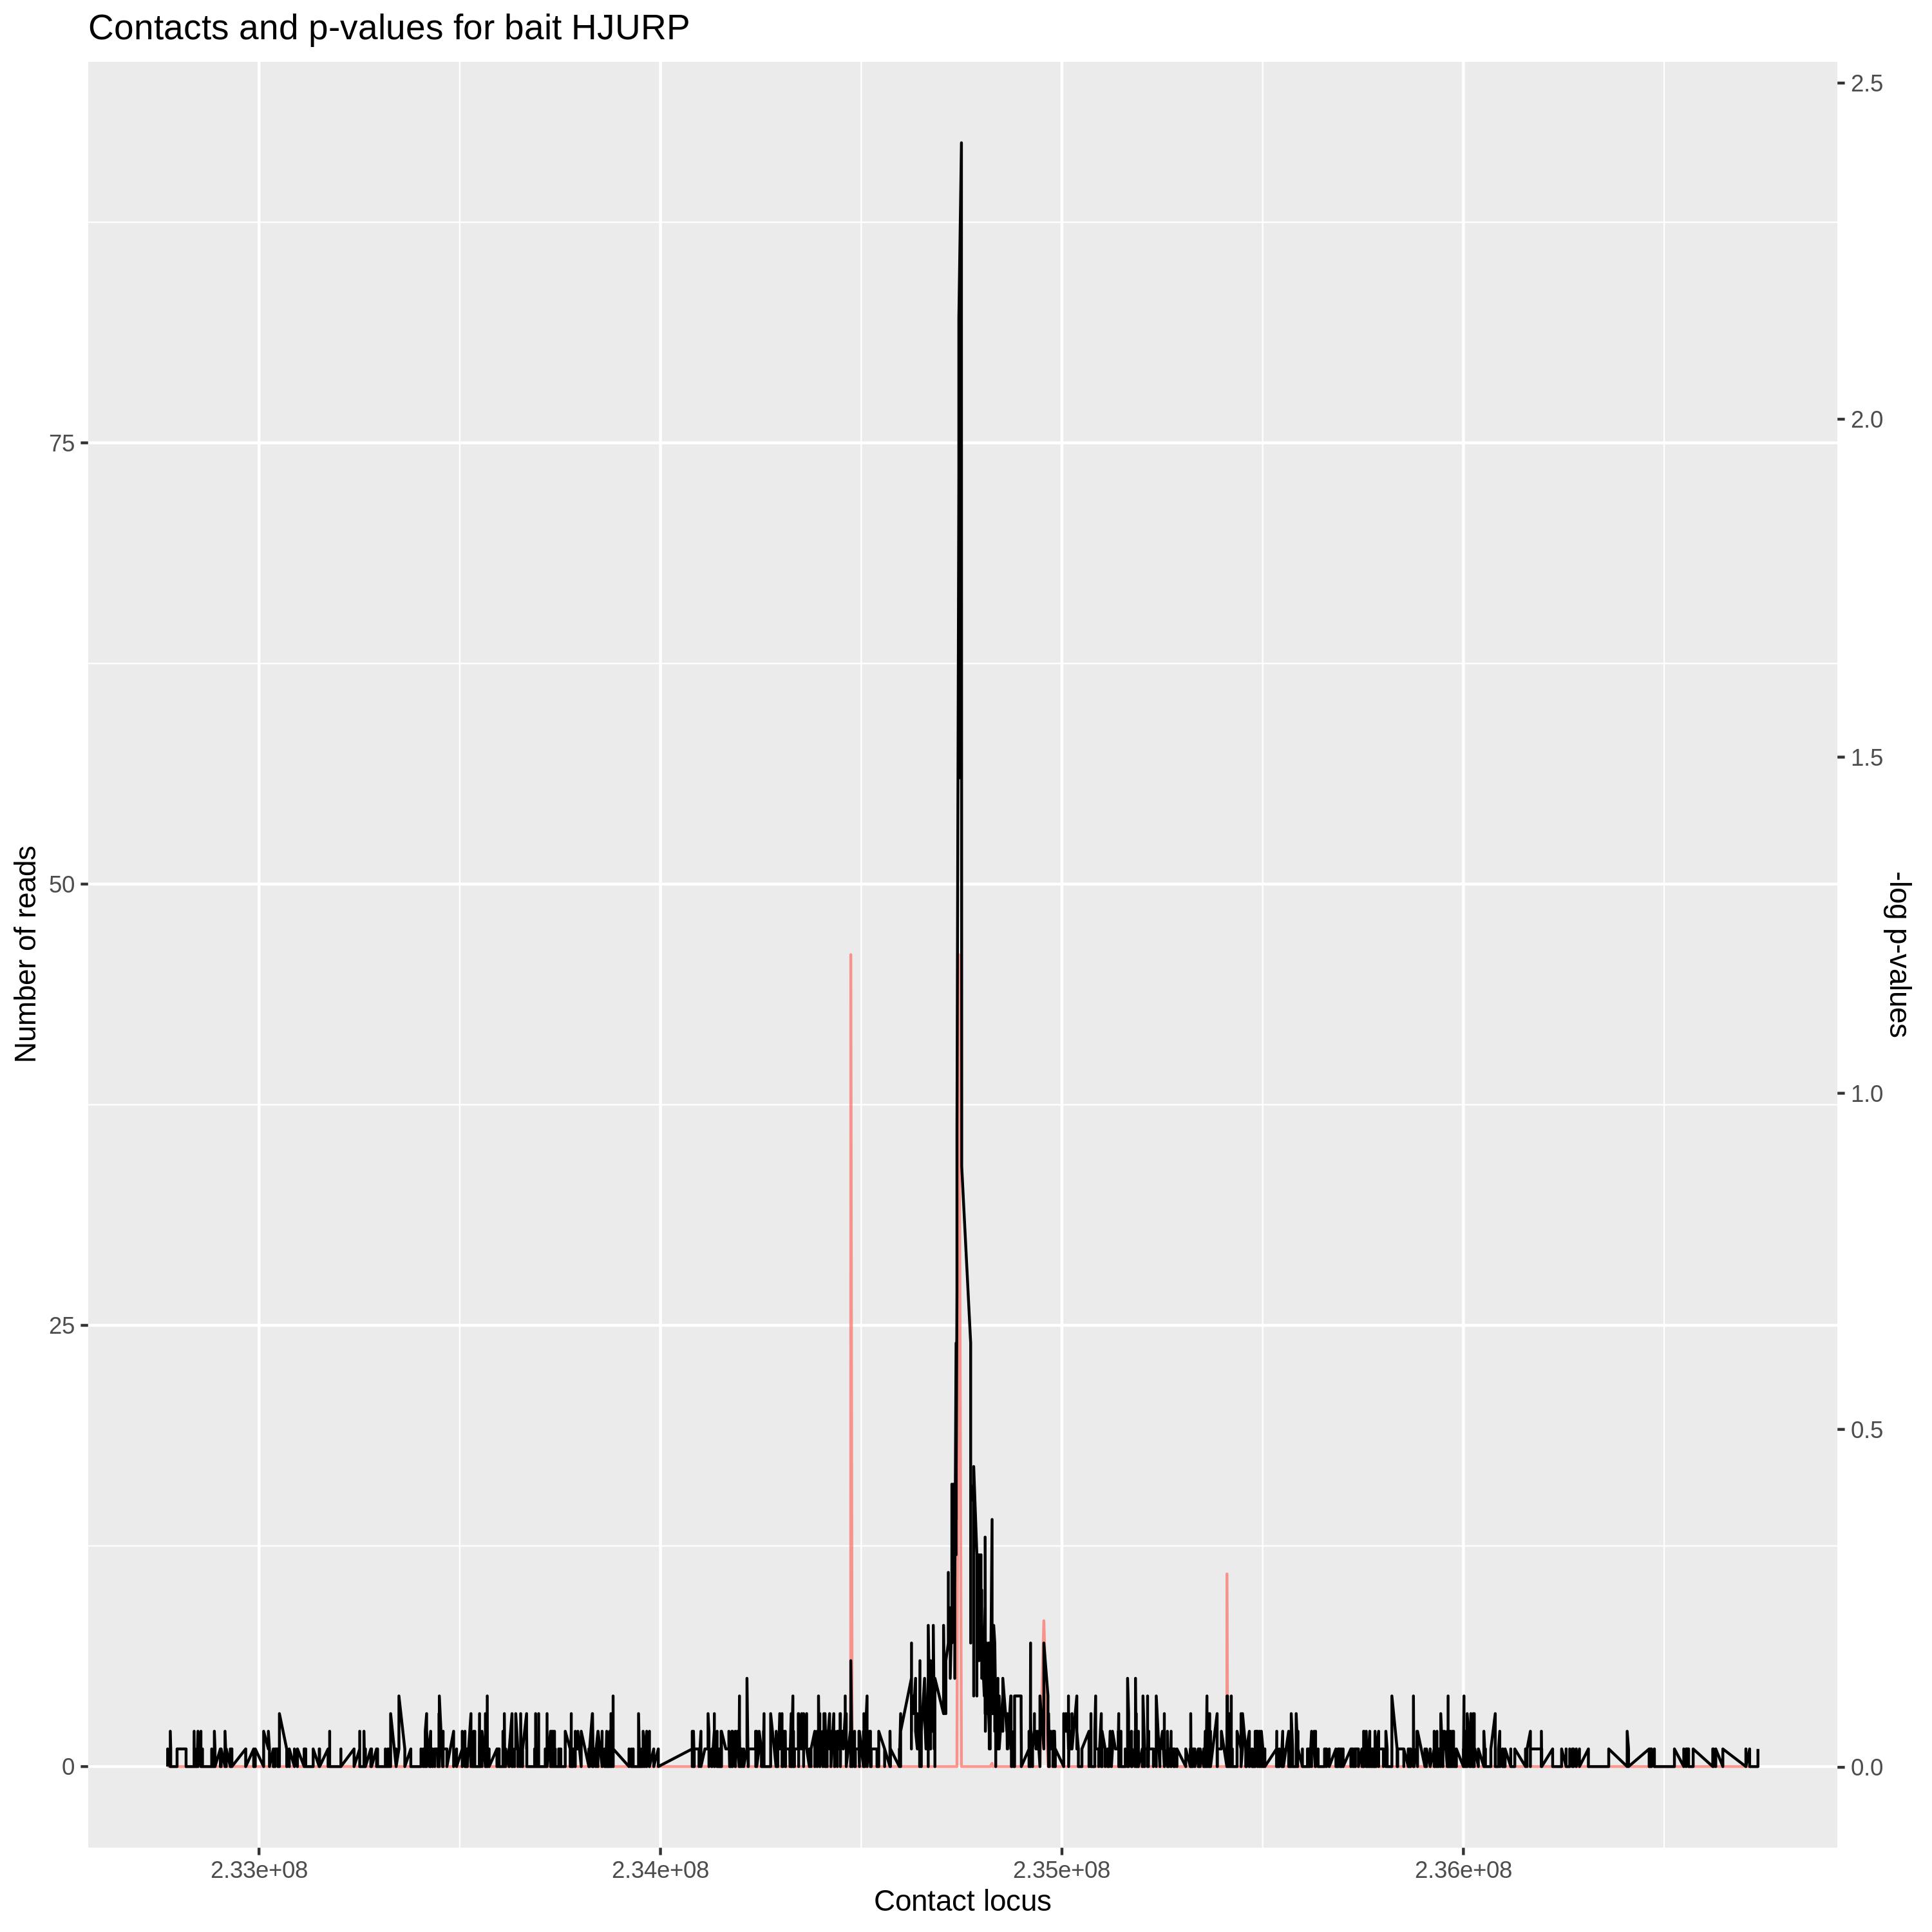 Contacts and p-values for bait HJURP
Number of reads
75
50
25
0
2.5
2.0
1.5
1.0
0.5
0.0
-log p-values
2.33e+08
2.34e+08
2.35e+08
2.36e+08
Contact locus